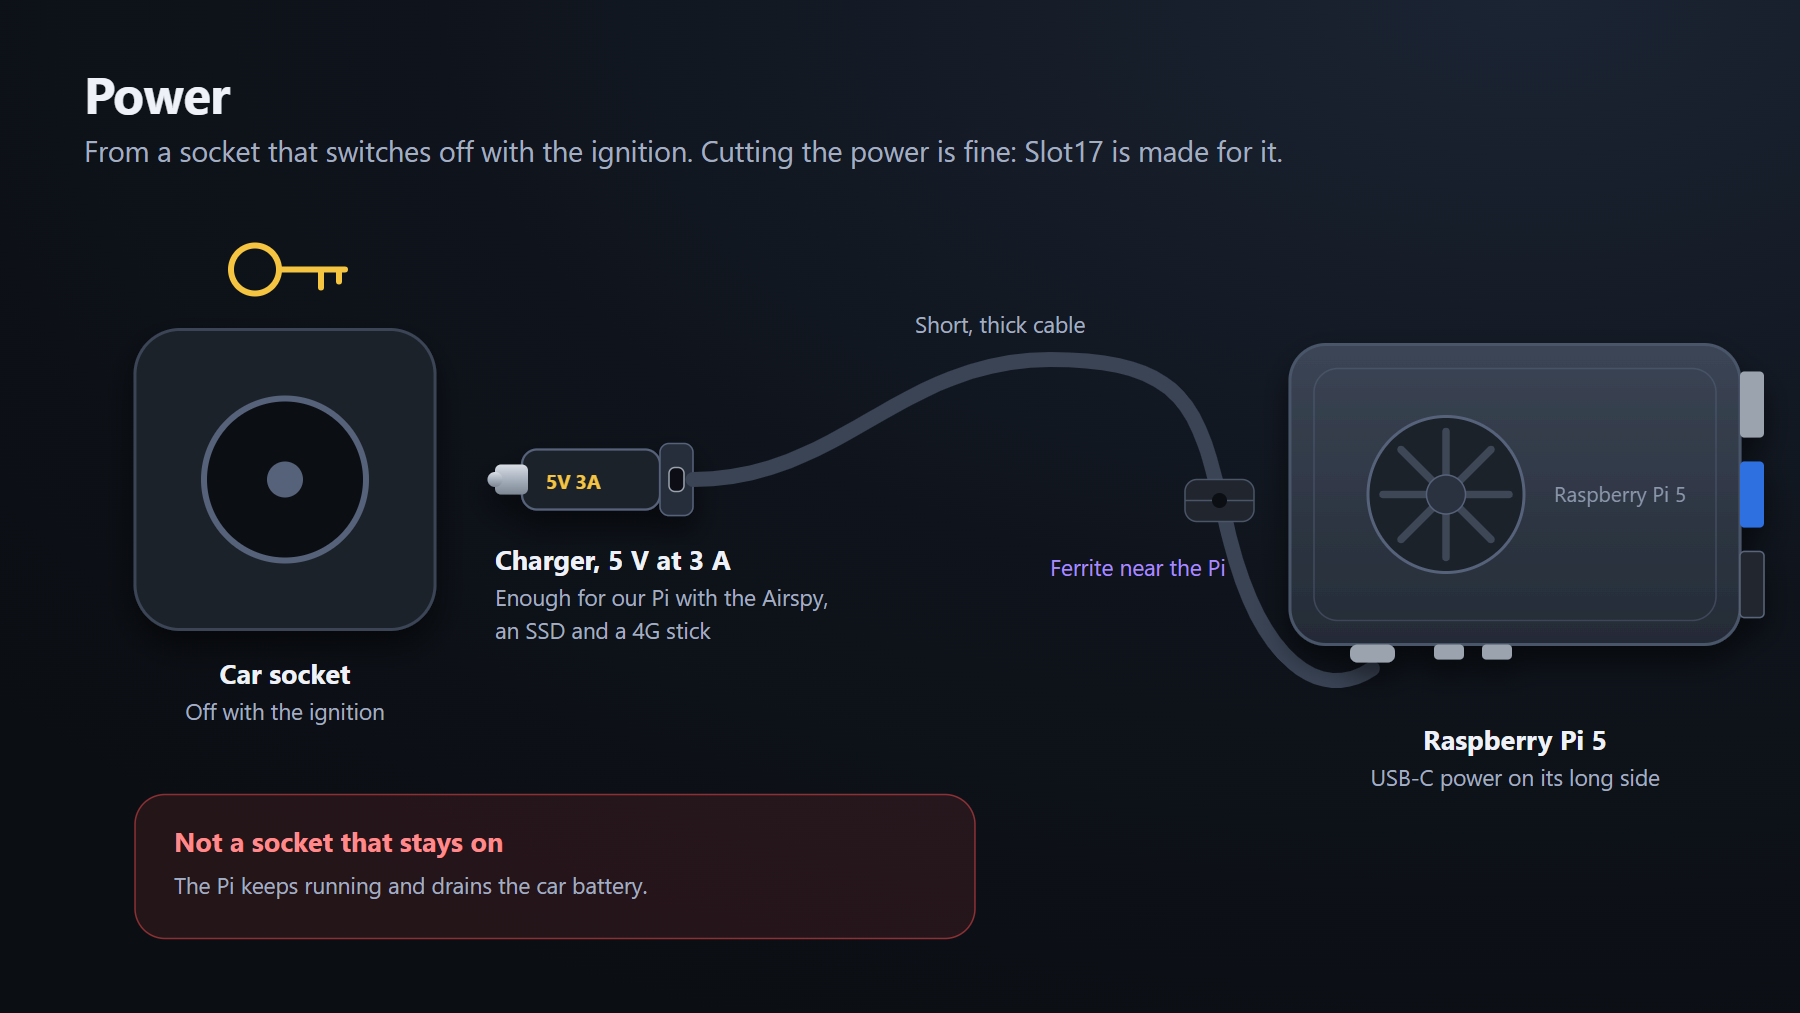 Power
From a socket that switches off with the ignition. Cutting the power is fine: Slot17 is made for it.
Short, thick cable
5V 3A
Raspberry Pi 5
Charger, 5 V at 3 A
Enough for our Pi with the Airspy,
an SSD and a 4G stick
Ferrite near the Pi
Car socket
Off with the ignition
Raspberry Pi 5
USB-C power on its long side
Not a socket that stays on
The Pi keeps running and drains the car battery.